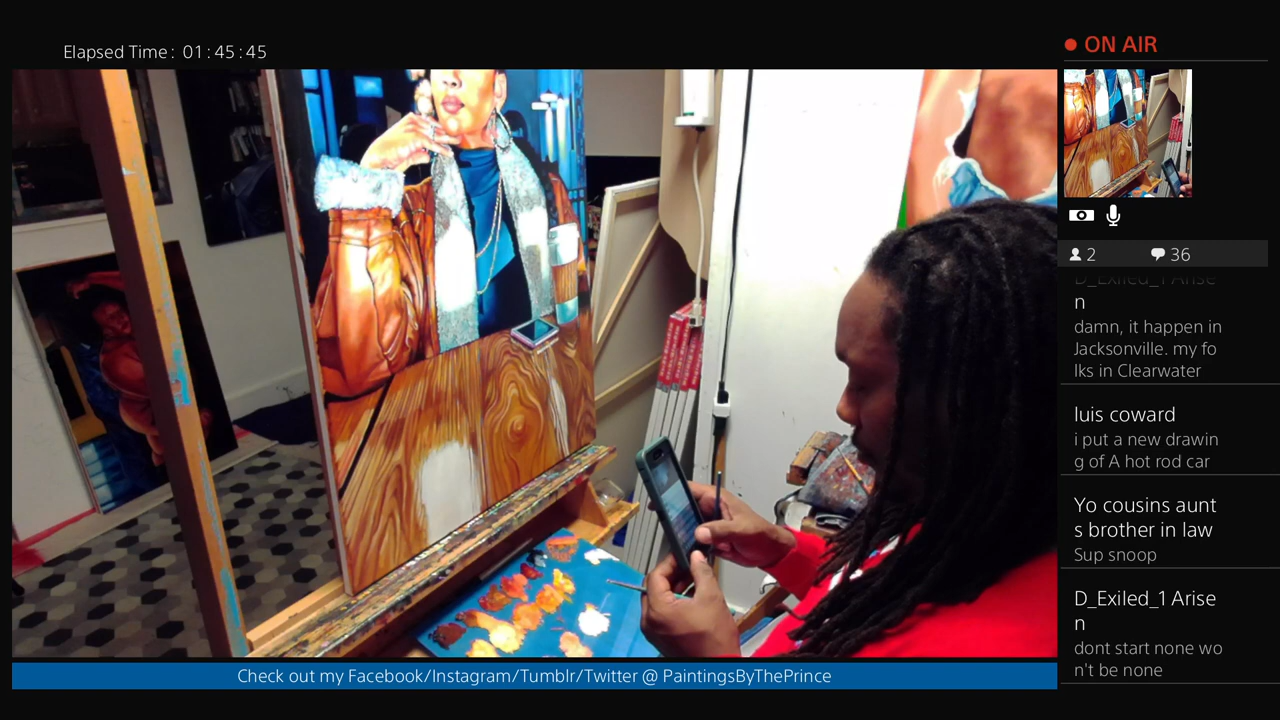 Elapsed Time: 01:45:45
ON AIR
2
36
D_Exiled_1 Arise
n
damn, it happen in
Jacksonville. my fo
lks in Clearwater
luis coward
i put a new drawin
g of A hot rod car
Yo cousins aunt
s brother in law
Sup snoop
D_Exiled_1 Arise
n
dont start none wo
n't be none
Check out my Facebook/Instagram/Tumblr/Twitter @ PaintingsByThePrince